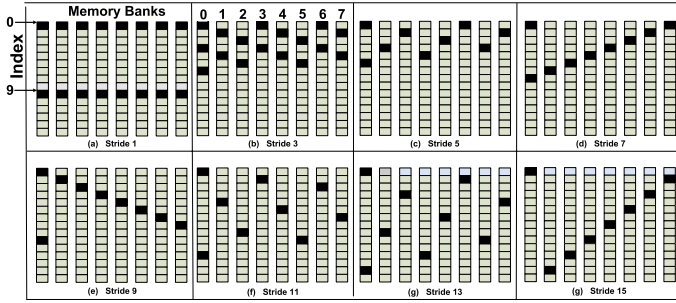 Memory Banks
0
Index
9
0 1 2 3 4 5 6 7
(a) Stride 1
(b) Stride 3
(c) Stride 5
(d) Stride 7
(e) Stride 9
(f) Stride 11
(g) Stride 13
(g) Stride 15